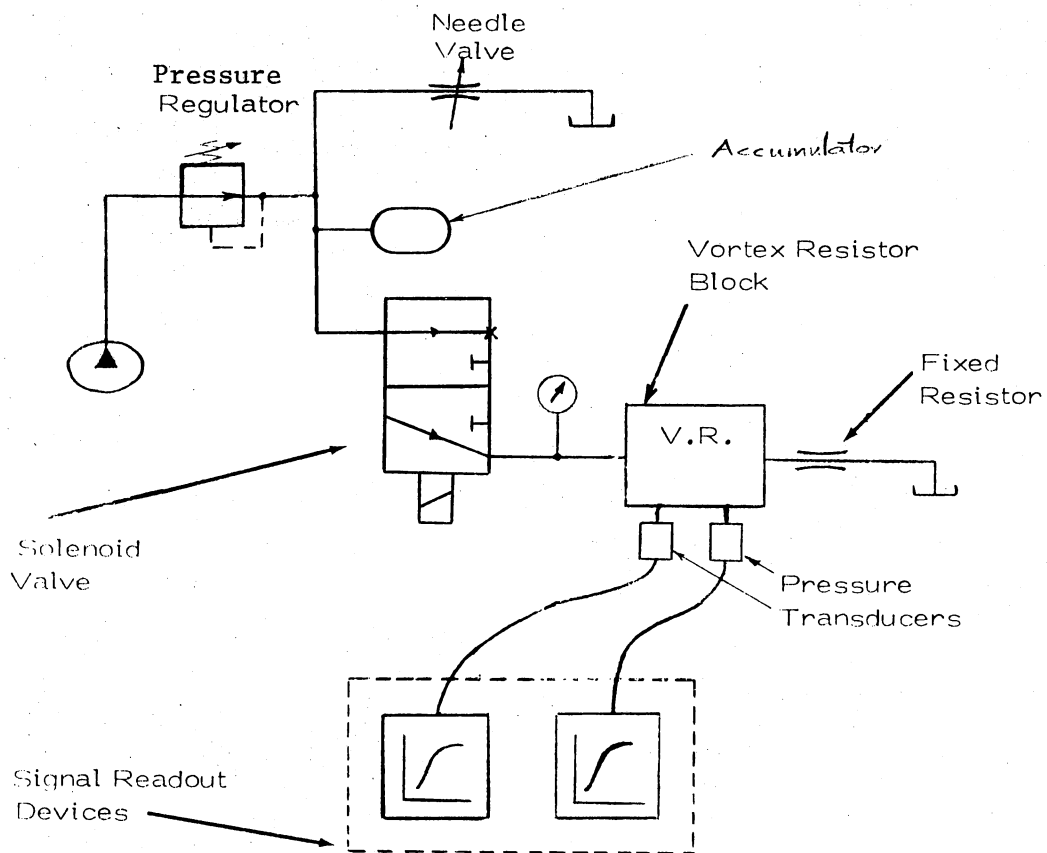 Needle
Valve
Pressure
Regulator
Accumulator
Vortex Resistor
Block
Fixed
Resistor
V.R.
Solenoid
Valve
Pressure
Transducers
Signal Readout
Devices